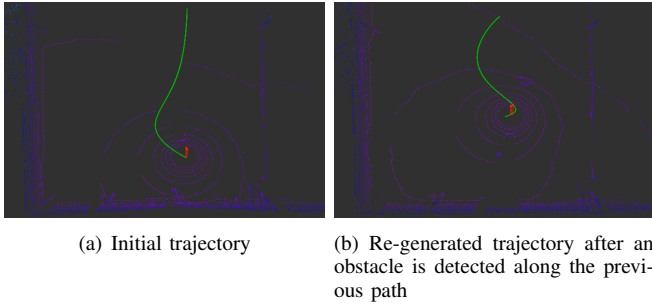 (a) Initial trajectory
(b) Re-generated trajectory after an
obstacle is detected along the previ-
ous path